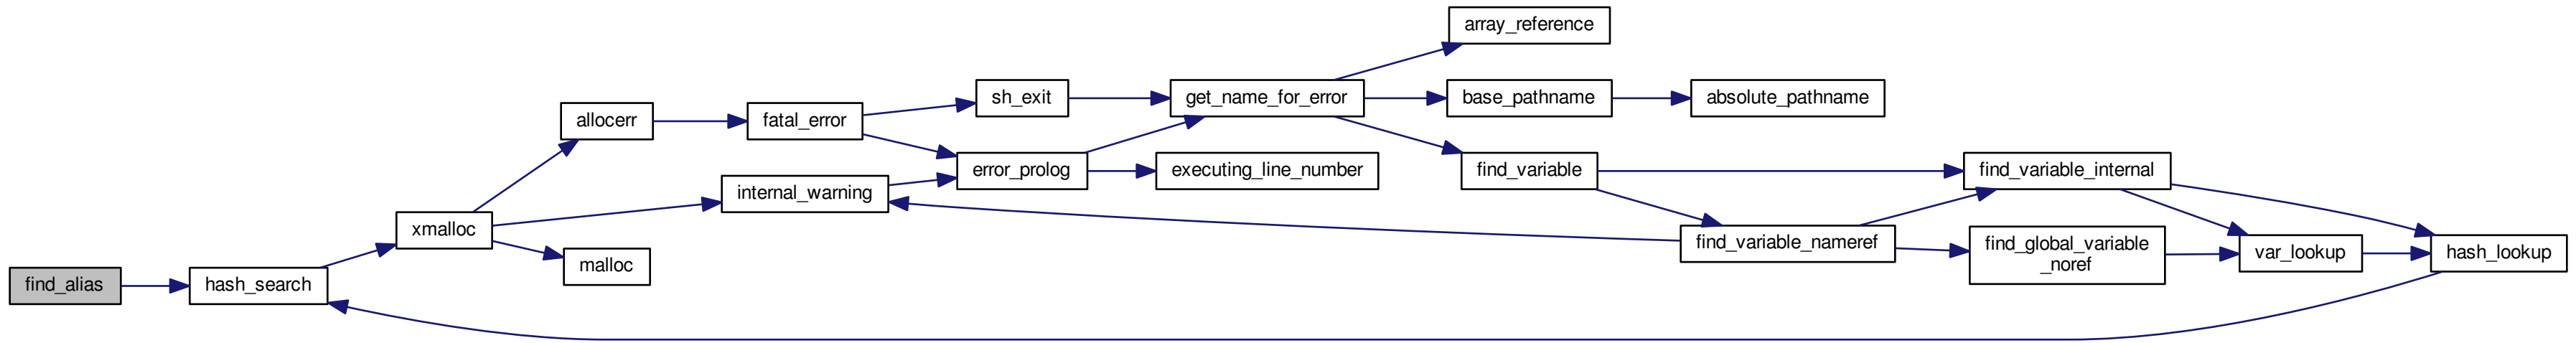 array_reference
sh_exit
get_name_for_error
base_pathname
absolute_pathname
allocerr
fatal_error
error_prolog
executing_line_number
find_variable
find_variable_internal
internal_warning
xmalloc
find_variable_nameref
find_global_variable
_noref
var_lookup
hash_lookup
malloc
find_alias
hash_search